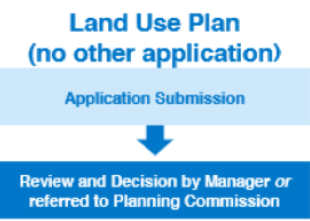 Land Use Plan
(no other application)
Application Submission
Review and Decision by Manager or
referred to Planning Commission